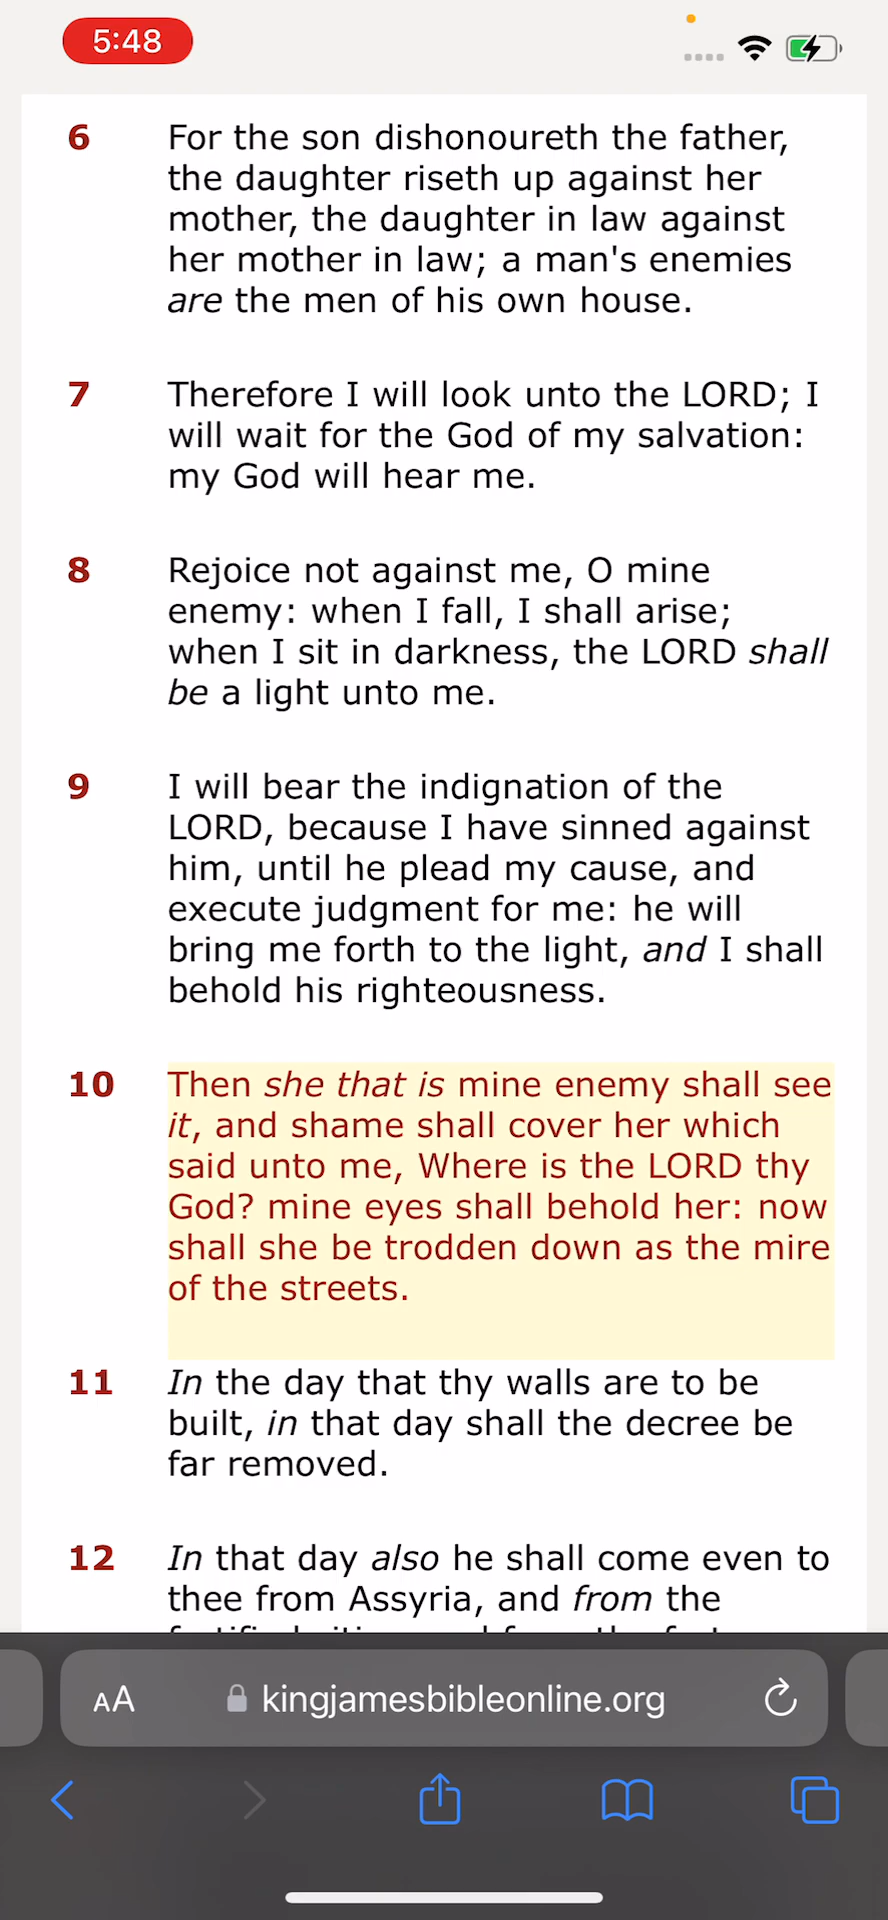 5:48
6 For the son dishonoureth the father,
the daughter riseth up against her
mother, the daughter in law against
her mother in law; a man's enemies
are the men of his own house.
7 Therefore I will look unto the LORD; I
will wait for the God of my salvation:
my God will hear me.
8 Rejoice not against me, O mine
enemy: when I fall, I shall arise;
when I sit in darkness, the LORD shall
be a light unto me.
9 I will bear the indignation of the
LORD, because I have sinned against
him, until he plead my cause, and
execute judgment for me: he will
bring me forth to the light, and I shall
behold his righteousness.
10 Then she that is mine enemy shall see
it, and shame shall cover her which
said unto me, Where is the LORD thy
God? mine eyes shall behold her: now
shall she be trodden down as the mire
of the streets.
11 In the day that thy walls are to be
built, in that day shall the decree be
far removed.
12 In that day also he shall come even to
thee from Assyria, and from the
AA kingjamesbibleonline.org